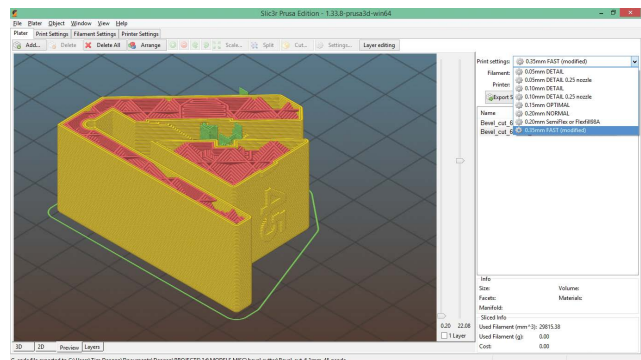 Slic3r Prusa Edition - 1.33.8-prusa3d-win64
File Plater Object Window View Help
Plater Print Settings Filament Settings Printer Settings
Add... Delete Delete All Arrange Scale... Split Cut... Settings... Layer editing
Print settings: 0.35mm FAST (modified)
Filament:
Printer:
0.05mm DETAIL
0.05mm DETAIL 0.25 nozzle
0.10mm DETAIL
0.10mm DETAIL 0.25 nozzle
0.15mm OPTIMAL
0.20mm NORMAL
0.20mm SemiFlex or Flexfill98A
0.35mm FAST (modified)
Export S
Name
Bevel_cut_6
Bevel_cut_6
45
Info
Size: Volume:
Facets: Materials:
Manifold:
Sliced Info
Used Filament (mm^3): 29815.38
Used Filament (g): 0.00
Cost: 0.00
0.20 22.08
1 Layer
3D 2D Preview Layers